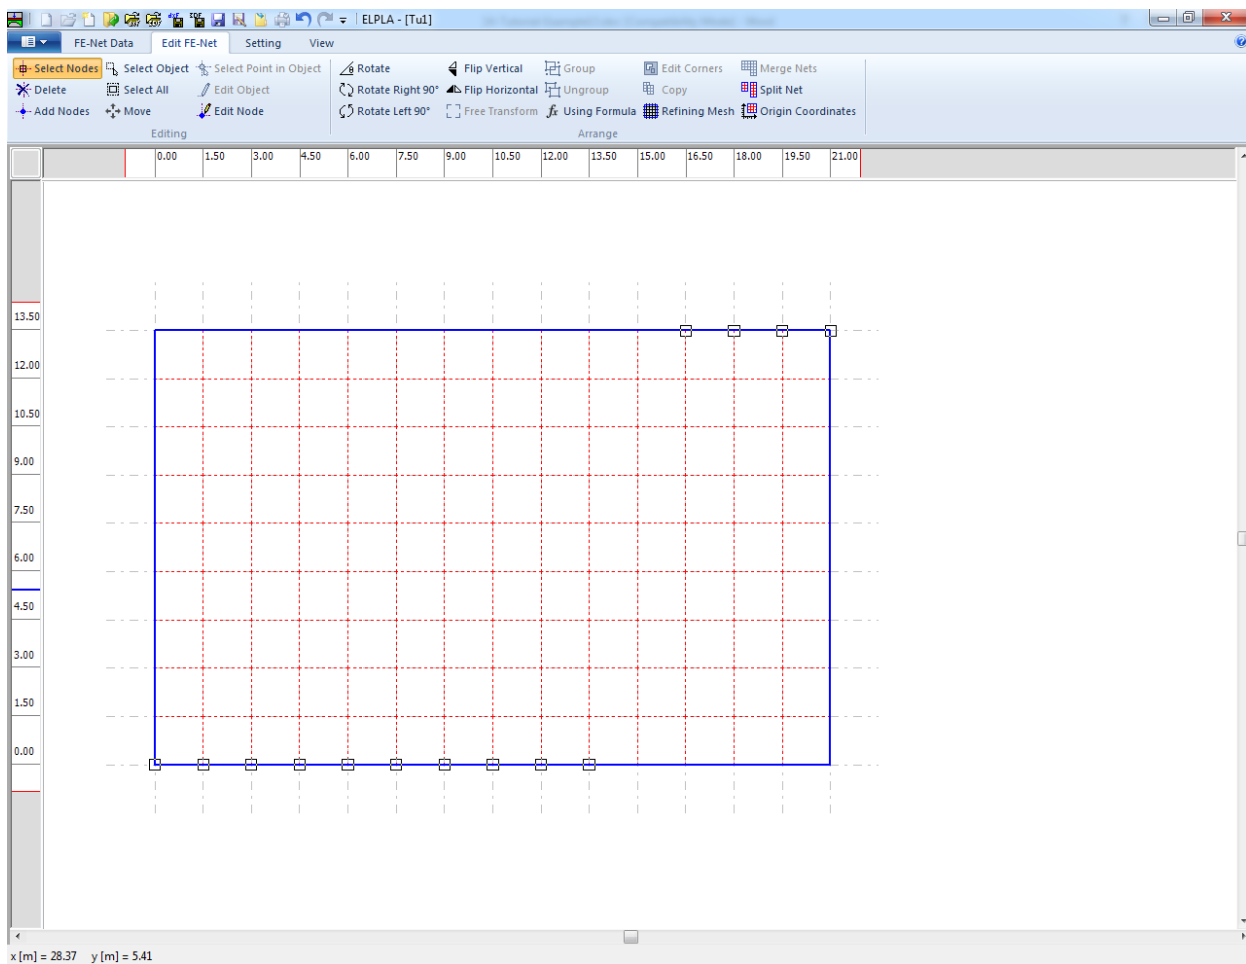 ELPLA - [Tu1]
FE-Net Data Edit FE-Net Setting View
Select Nodes Select Object Select Point in Object Rotate Flip Vertical Group Edit Corners Merge Nets
Delete Select All Edit Object Rotate Right 90° Flip Horizontal Ungroup Copy Split Net
Add Nodes Move Edit Node Rotate Left 90° Free Transform fx Using Formula Refining Mesh Origin Coordinates
Editing Arrange
0.00 1.50 3.00 4.50 6.00 7.50 9.00 10.50 12.00 13.50 15.00 16.50 18.00 19.50 21.00
13.50
12.00
10.50
9.00
7.50
6.00
4.50
3.00
1.50
0.00
x [m] = 28.37 y [m] = 5.41